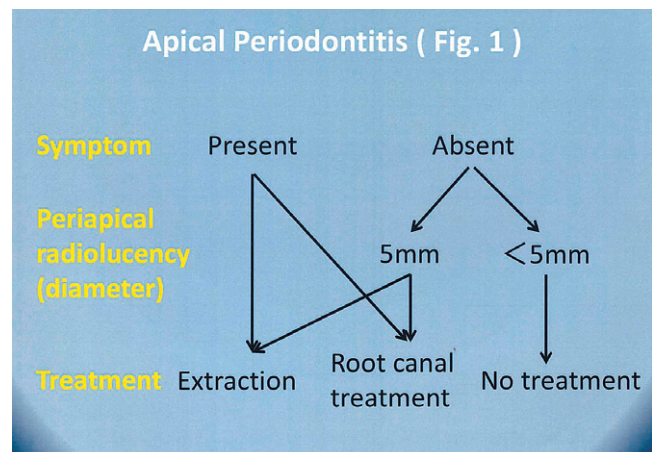 Apical Periodontitis ( Fig. 1 )
Symptom Present Absent
Periapical
radiolucency
(diameter) 5mm <5mm
Treatment Extraction Root canal
treatment No treatment